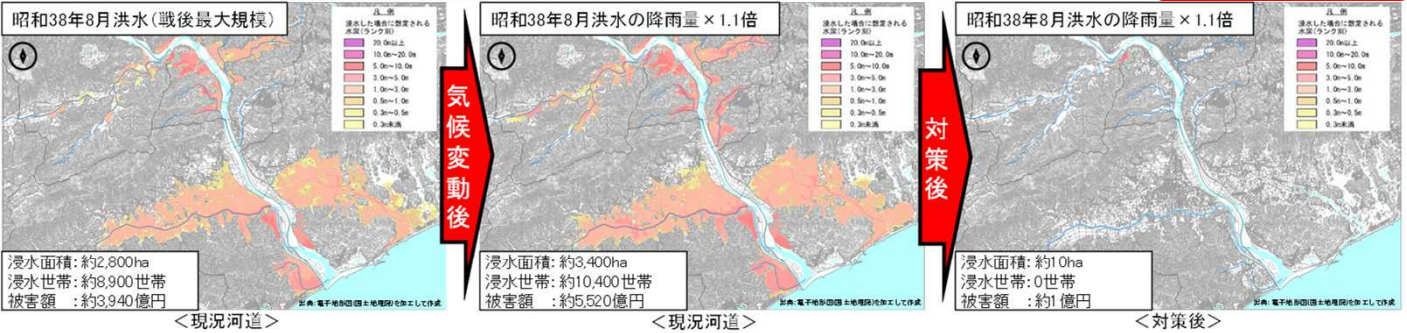 昭和38年8月洪水(戦後最大規模)
凡 例
浸水した場合に想定される
水深(ランク別)
20.0m以上
10.0m~20.0m
5.0m~10.0m
3.0m~5.0m
1.0m~3.0m
0.5m~1.0m
0.3m~0.5m
0.3m未満
浸水面積:約2,800ha
浸水世帯:約8,900世帯
被害額 :約3,940億円
出典:電子地形図(国土地理院)を加工して作成
<現況河道>
気候変動後
昭和38年8月洪水の降雨量×1.1倍
凡 例
浸水した場合に想定される
水深(ランク別)
20.0m以上
10.0m~20.0m
5.0m~10.0m
3.0m~5.0m
1.0m~3.0m
0.5m~1.0m
0.3m~0.5m
0.3m未満
浸水面積:約3,400ha
浸水世帯:約10,400世帯
被害額 :約5,520億円
出典:電子地形図(国土地理院)を加工して作成
<現況河道>
対策後
昭和38年8月洪水の降雨量×1.1倍
凡 例
浸水した場合に想定される
水深(ランク別)
20.0m以上
10.0m~20.0m
5.0m~10.0m
3.0m~5.0m
1.0m~3.0m
0.5m~1.0m
0.3m~0.5m
0.3m未満
浸水面積:約10ha
浸水世帯:0世帯
被害額 :約1億円
出典:電子地形図(国土地理院)を加工して作成
<対策後>